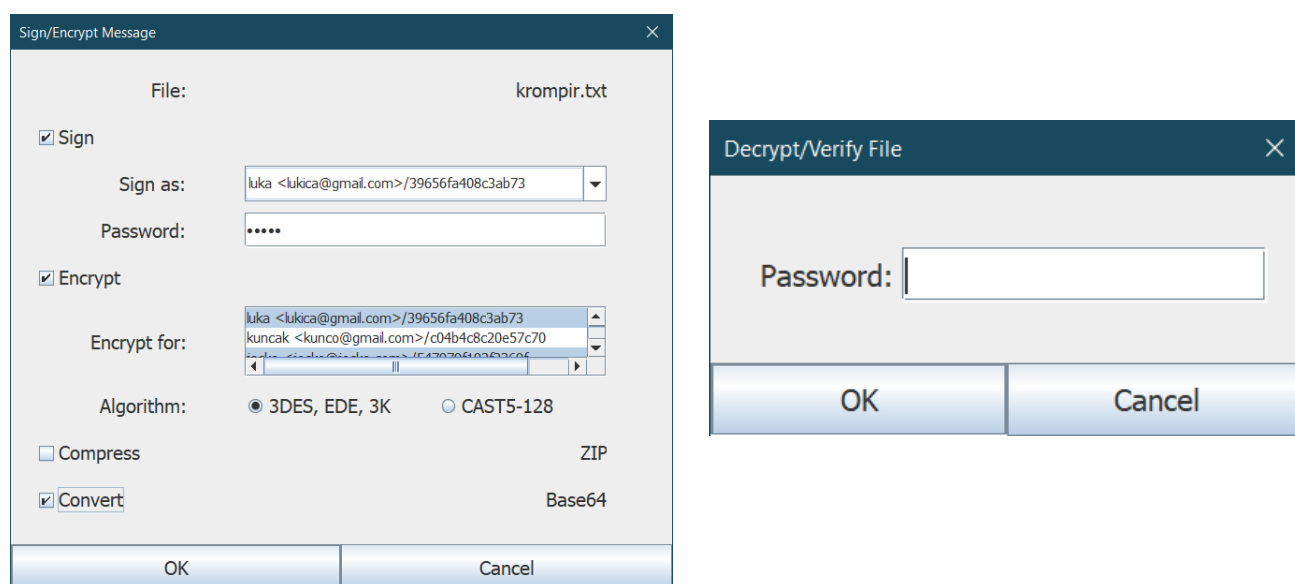 Sign/Encrypt Message
File: krompir.txt
Sign
Sign as: luka <lukica@gmail.com>/39656fa408c3ab73
Password: •••••
Encrypt
Encrypt for: luka <lukica@gmail.com>/39656fa408c3ab73
kuncak <kunco@gmail.com>/c04b4c8c20e57c70
Algorithm: 3DES, EDE, 3K CAST5-128
Compress ZIP
Convert Base64
OK Cancel
Decrypt/Verify File
Password:
OK Cancel